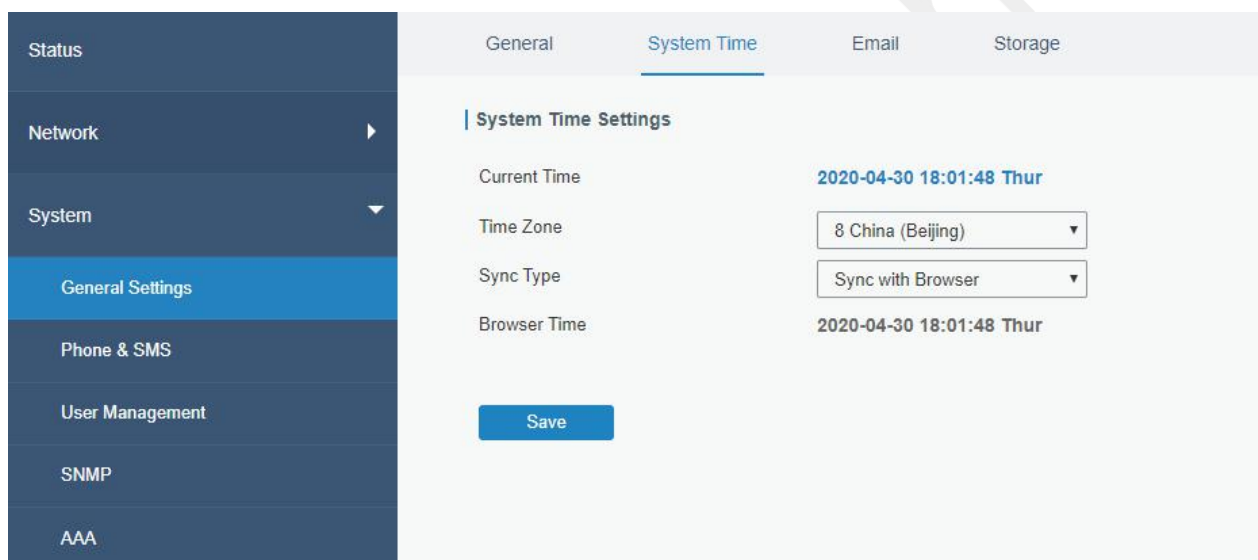 Status
Network
System
General Settings
Phone & SMS
User Management
SNMP
AAA
General System Time Email Storage
System Time Settings
Current Time 2020-04-30 18:01:48 Thur
Time Zone 8 China (Beijing)
Sync Type Sync with Browser
Browser Time 2020-04-30 18:01:48 Thur
Save